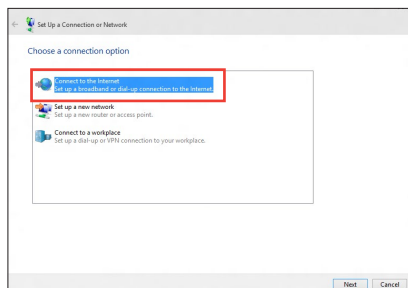 Set Up a Connection or Network
Choose a connection option
Connect to the Internet
Set up a broadband or dial-up connection to the Internet.
Set up a new network
Set up a new router or access point.
Connect to a workplace
Set up a dial-up or VPN connection to your workplace.
Next Cancel